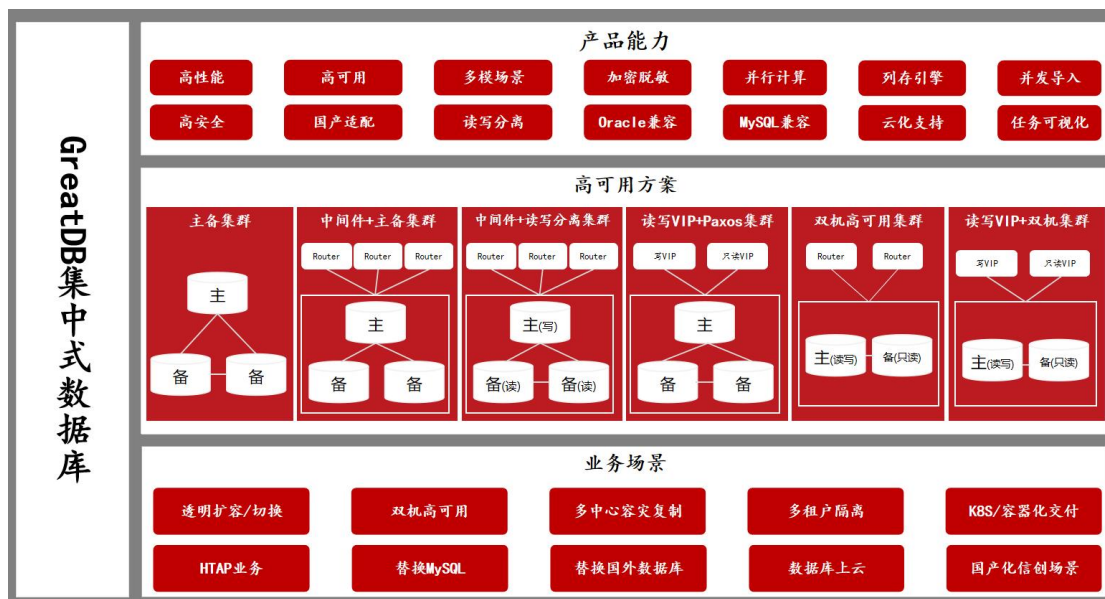 GreatDB集中式数据库
产品能力
高性能 高可用 多模场景 加密脱敏 并行计算 列存引擎 并发导入
高安全 国产适配 读写分离 Oracle兼容 MySQL兼容 云化支持 任务可视化
高可用方案
主备集群 中间件+主备集群 中间件+读写分离集群 读写VIP+Paxos集群 双机高可用集群 读写VIP+双机集群
Router Router Router Router Router Router 写VIP 只读VIP Router Router 写VIP 只读VIP
主 主 主(写) 主
主(读写) 备(只读) 主(读写) 备(只读)
备 备 备 备 备(读) 备(读) 备 备
业务场景
透明扩容/切换 双机高可用 多中心容灾复制 多租户隔离 K8S/容器化交付
HTAP业务 替换MySQL 替换国外数据库 数据库上云 国产化信创场景